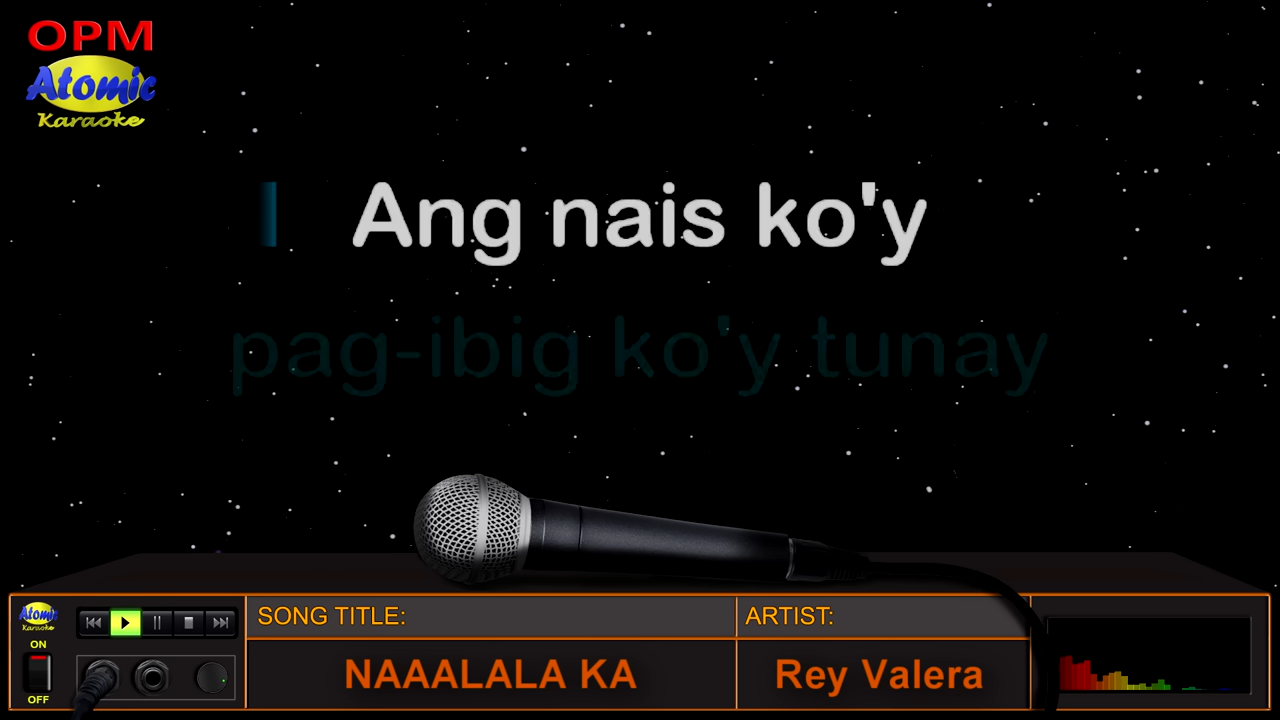 OPM
Atomic
Karaoke
Ang nais ko'y
pag-ibig ko'y tunay
Atomic
Karaoke
ON
OFF
SONG TITLE:
NAAALALA KA
ARTIST:
Rey Valera